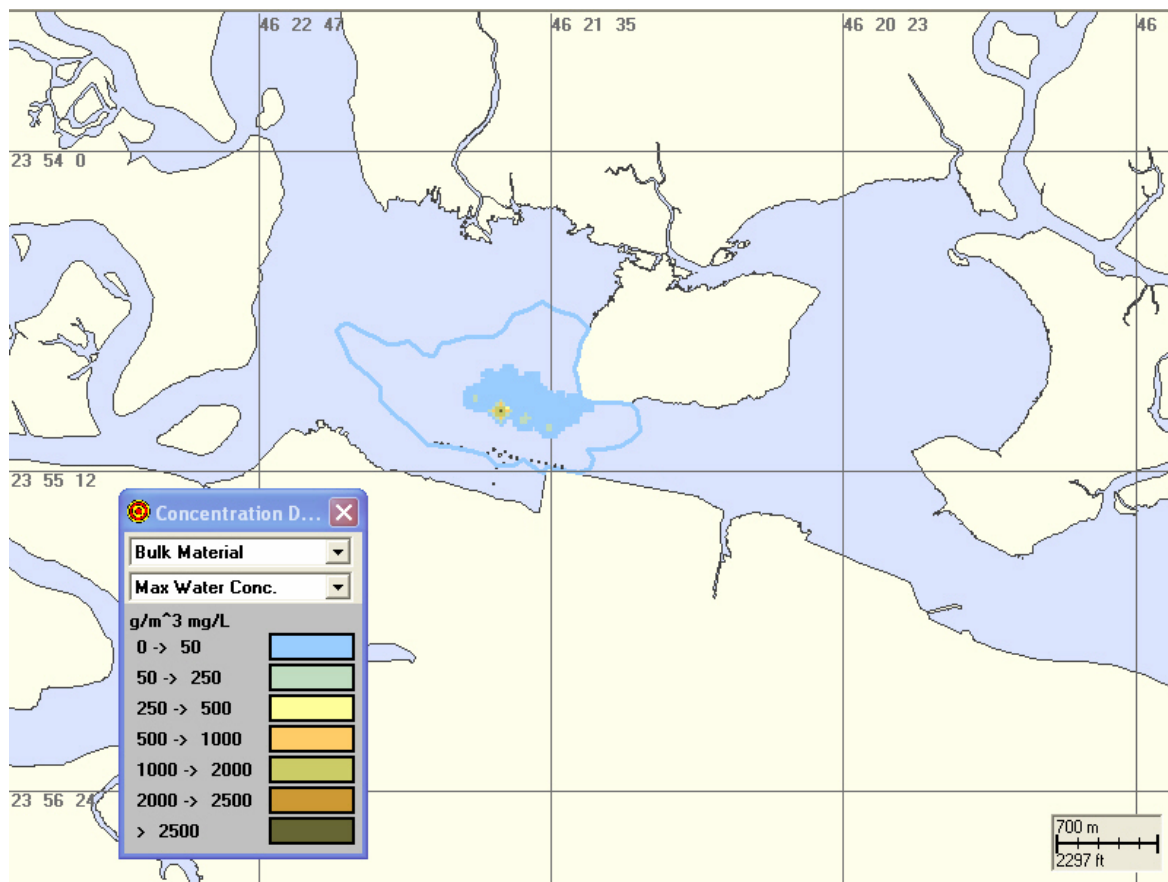 46 22 47
46 21 35
46 20 23
46
23 54 0
23 55 12
23 56 24
Concentration D...
Bulk Material
Max Water Conc.
g/m^3 mg/L
0 -> 50
50 -> 250
250 -> 500
500 -> 1000
1000 -> 2000
2000 -> 2500
> 2500
700 m
2297 ft